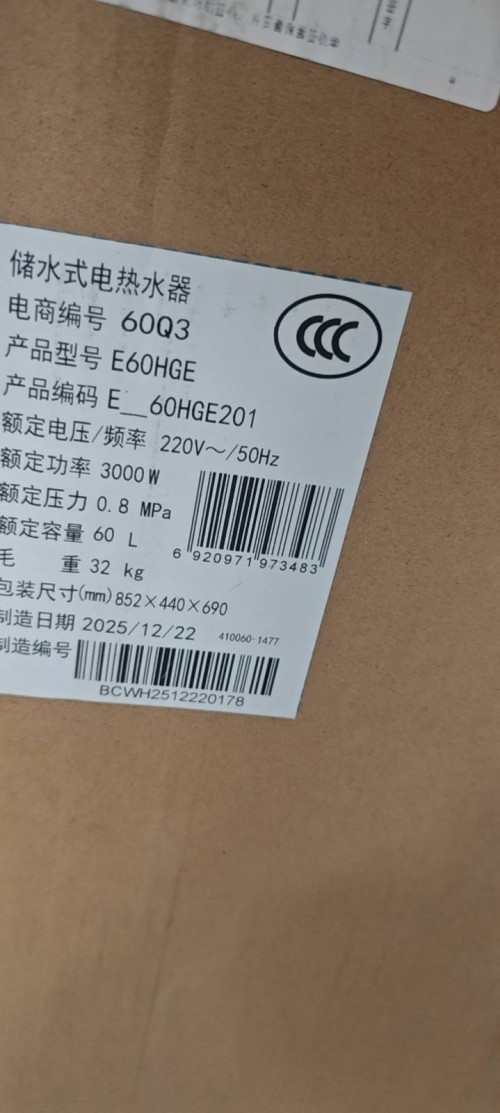 储水式电热水器
电商编号 60Q3
CCC
产品型号 E60HGE
产品编码 E__60HGE201
额定电压/频率 220V～/50Hz
额定功率 3000W
额定压力 0.8 MPa
额定容量 60 L
6 920971 973483
毛 重 32 kg
包装尺寸(mm)852×440×690
制造日期 2025/12/22
410060-1477
制造编号
BCWH2512220178